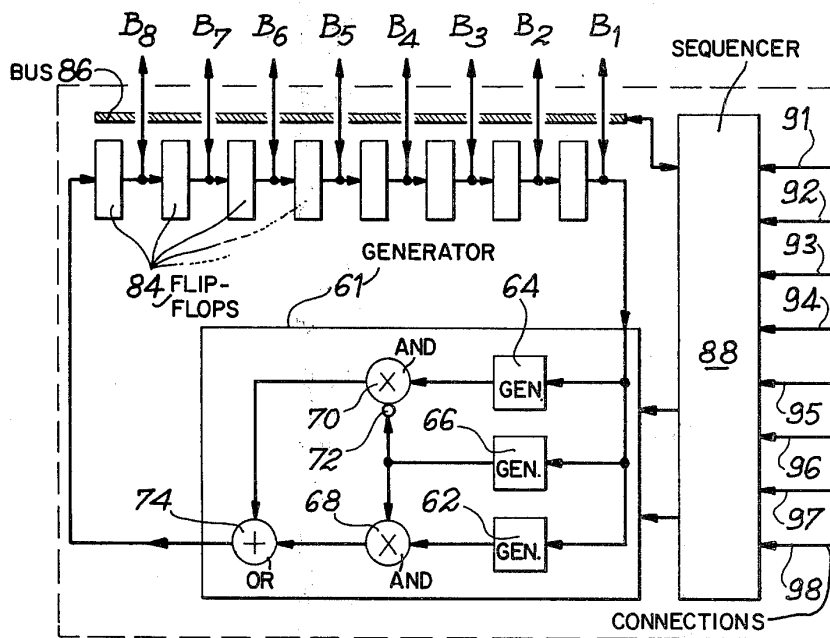 B8 B7 B6 B5 B4 B3 B2 B1
SEQUENCER
BUS 86
91
92
93
94
84 FLIP-
FLOPS
GENERATOR
61
64
AND
X
70
GEN.
88
95
72
66
GEN.
96
74
68
62
97
+
X
GEN.
OR
AND
98
CONNECTIONS